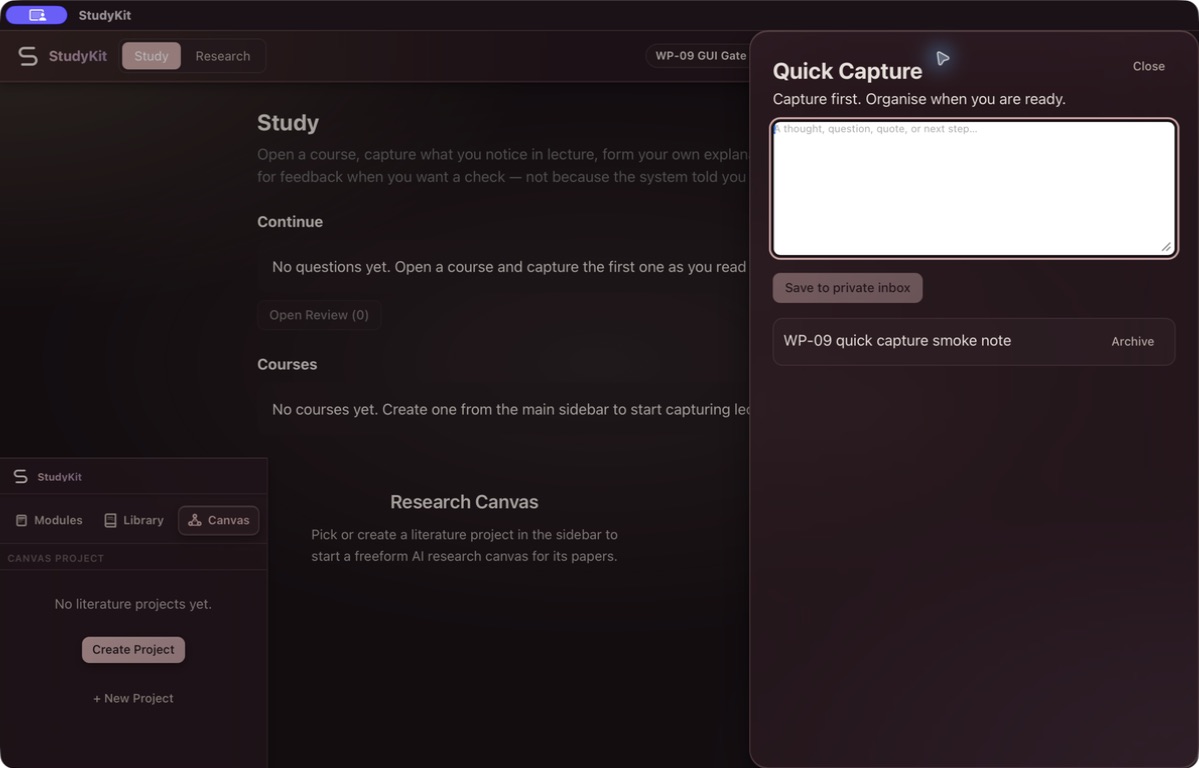 StudyKit
StudyKit
Study
Research
WP-09 GUI Gate
Study
Open a course, capture what you notice in lecture, form your own explan
for feedback when you want a check — not because the system told you
Continue
No questions yet. Open a course and capture the first one as you read
Open Review (0)
Courses
No courses yet. Create one from the main sidebar to start capturing lec
StudyKit
Modules
Library
Canvas
CANVAS PROJECT
No literature projects yet.
Create Project
+ New Project
Research Canvas
Pick or create a literature project in the sidebar to
start a freeform AI research canvas for its papers.
Quick Capture
Close
Capture first. Organise when you are ready.
A thought, question, quote, or next step...
Save to private inbox
WP-09 quick capture smoke note
Archive